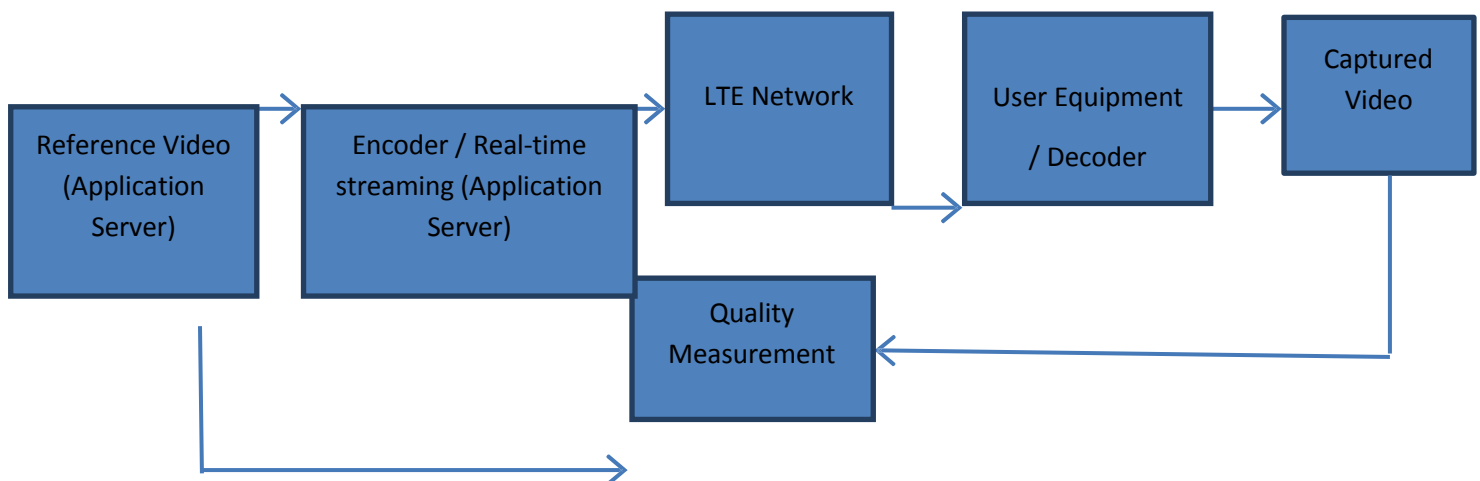 Reference Video
(Application
Server)
Encoder / Real-time
streaming (Application
Server)
LTE Network
User Equipment
/ Decoder
Captured
Video
Quality
Measurement